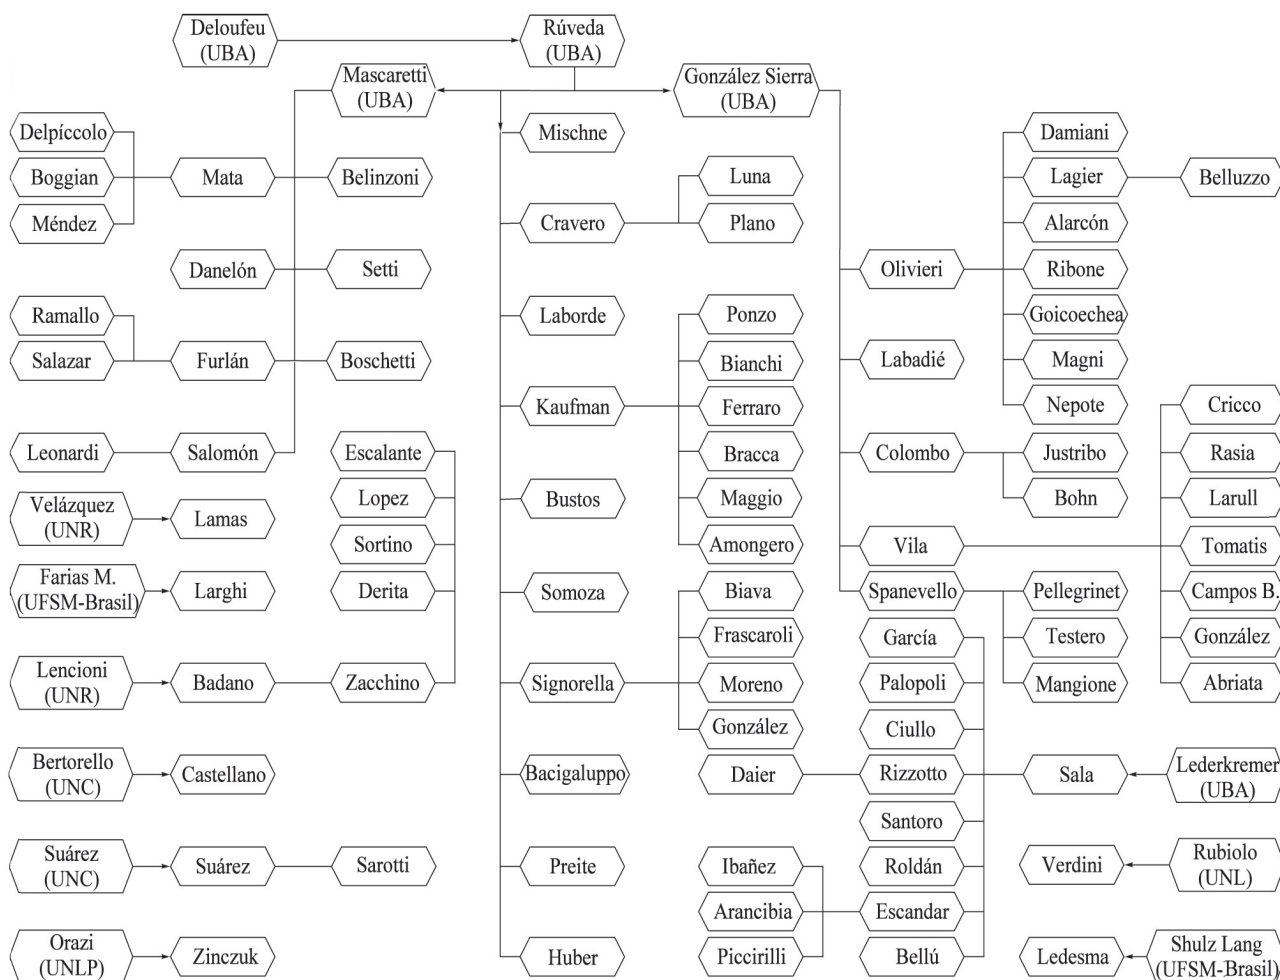 Deloufeu
(UBA)
Rúveda
(UBA)
Mascaretti
(UBA)
González Sierra
(UBA)
Delpíccolo
Mischne
Damiani
Boggian
Mata
Belinzoni
Luna
Lagier
Belluzzo
Méndez
Cravero
Plano
Alarcón
Danelón
Setti
Olivieri
Ribone
Ramallo
Laborde
Ponzo
Goicoechea
Salazar
Furlán
Boschetti
Bianchi
Labadié
Magni
Kaufman
Ferraro
Nepote
Cricco
Leonardi
Salomón
Escalante
Bracca
Colombo
Justribo
Rasia
Velázquez
(UNR)
Lamas
Lopez
Bustos
Maggio
Bohn
Larull
Sortino
Amongero
Vila
Tomatis
Farias M.
(UFSM-Brasil)
Larghi
Derita
Somoza
Biava
Spanevello
Pellegrinet
Campos B.
Frascaroli
García
Testero
González
Lencioni
(UNR)
Badano
Zacchino
Signorella
Moreno
Palopoli
Mangione
Abriata
González
Ciullo
Bertorello
(UNC)
Castellano
Bacigaluppo
Daier
Rizzotto
Sala
Lederkremer
(UBA)
Santoro
Suárez
(UNC)
Suárez
Sarotti
Preite
Ibañez
Roldán
Verdini
Rubiolo
(UNL)
Arancibia
Escandar
Orazi
(UNLP)
Zinczuk
Huber
Piccirilli
Bellú
Ledesma
Shulz Lang
(UFSM-Brasil)